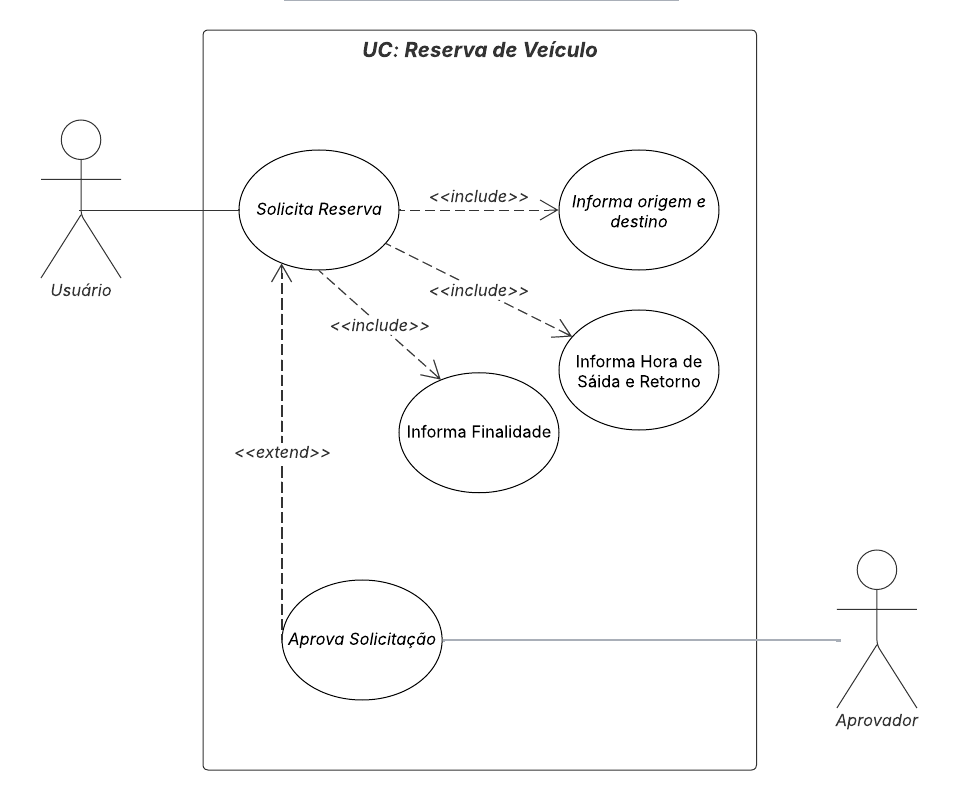 UC: Reserva de Veículo
Solicita Reserva
<<include>>
Informa origem e
destino
Usuário
<<include>>
<<include>>
Informa Hora de
Sáida e Retorno
Informa Finalidade
<<extend>>
Aprova Solicitação
Aprovador